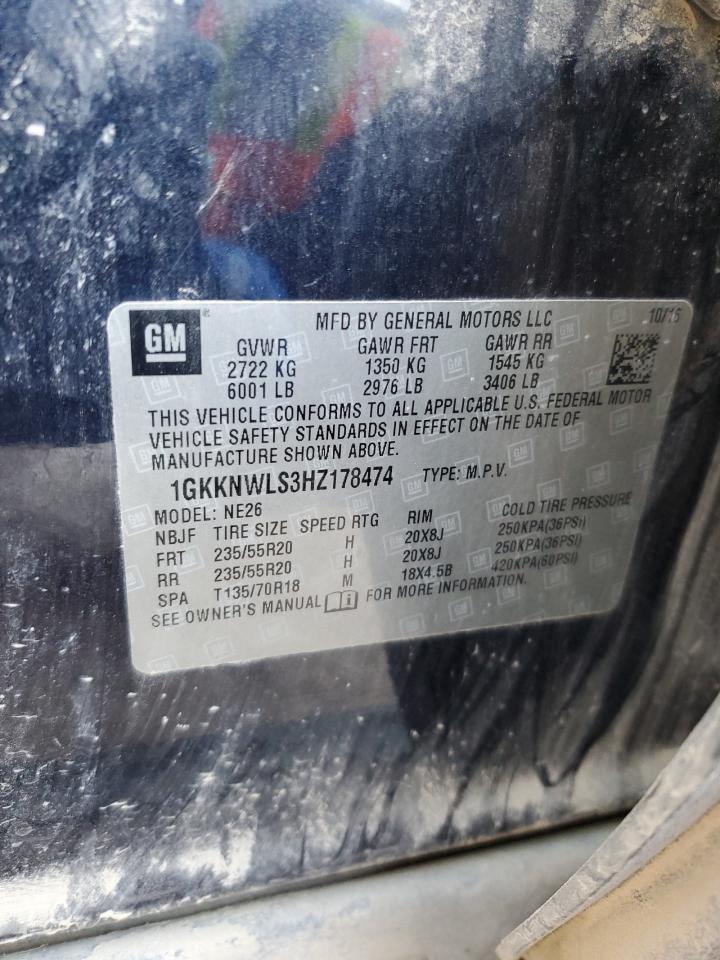 GM
MFD BY GENERAL MOTORS LLC 10/16
GVWR GAWR FRT GAWR RR
2722 KG 1350 KG 1545 KG
6001 LB 2976 LB 3406 LB
THIS VEHICLE CONFORMS TO ALL APPLICABLE U.S. FEDERAL MOTOR
VEHICLE SAFETY STANDARDS IN EFFECT ON THE DATE OF
MANUFACTURE SHOWN ABOVE.
1GKKNWLS3HZ178474 TYPE: M.P.V.
MODEL: NE26
NBJF TIRE SIZE SPEED RTG RIM COLD TIRE PRESSURE
FRT 235/55R20 H 20X8J 250KPA(36PSI)
RR 235/55R20 H 20X8J 250KPA(36PSI)
SPA T135/70R18 M 18X4.5B 420KPA(60PSI)
SEE OWNER'S MANUAL FOR MORE INFORMATION.